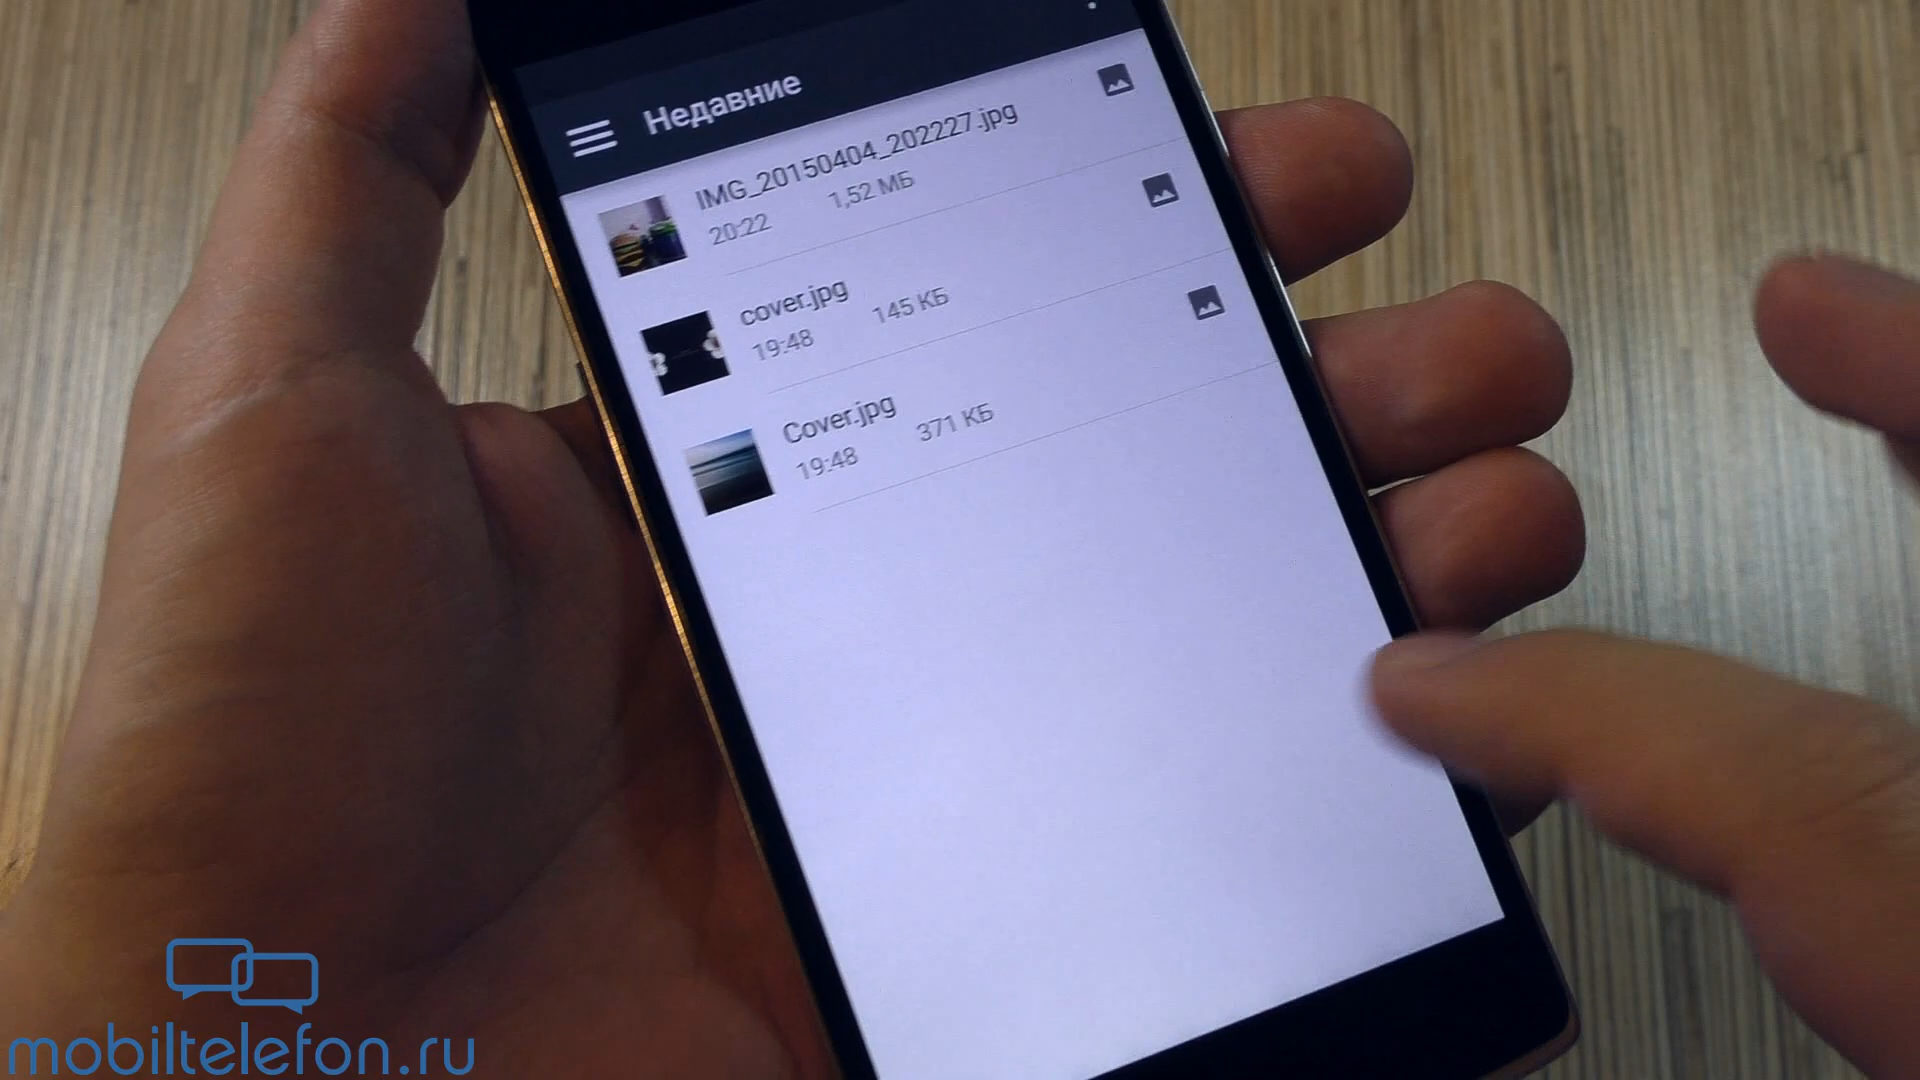 Недавние
IMG_20150404_202227.jpg
20:22 1,52 МБ
cover.jpg
19:48 145 КБ
Cover.jpg
19:48 371 КБ
mobiltelefon.ru